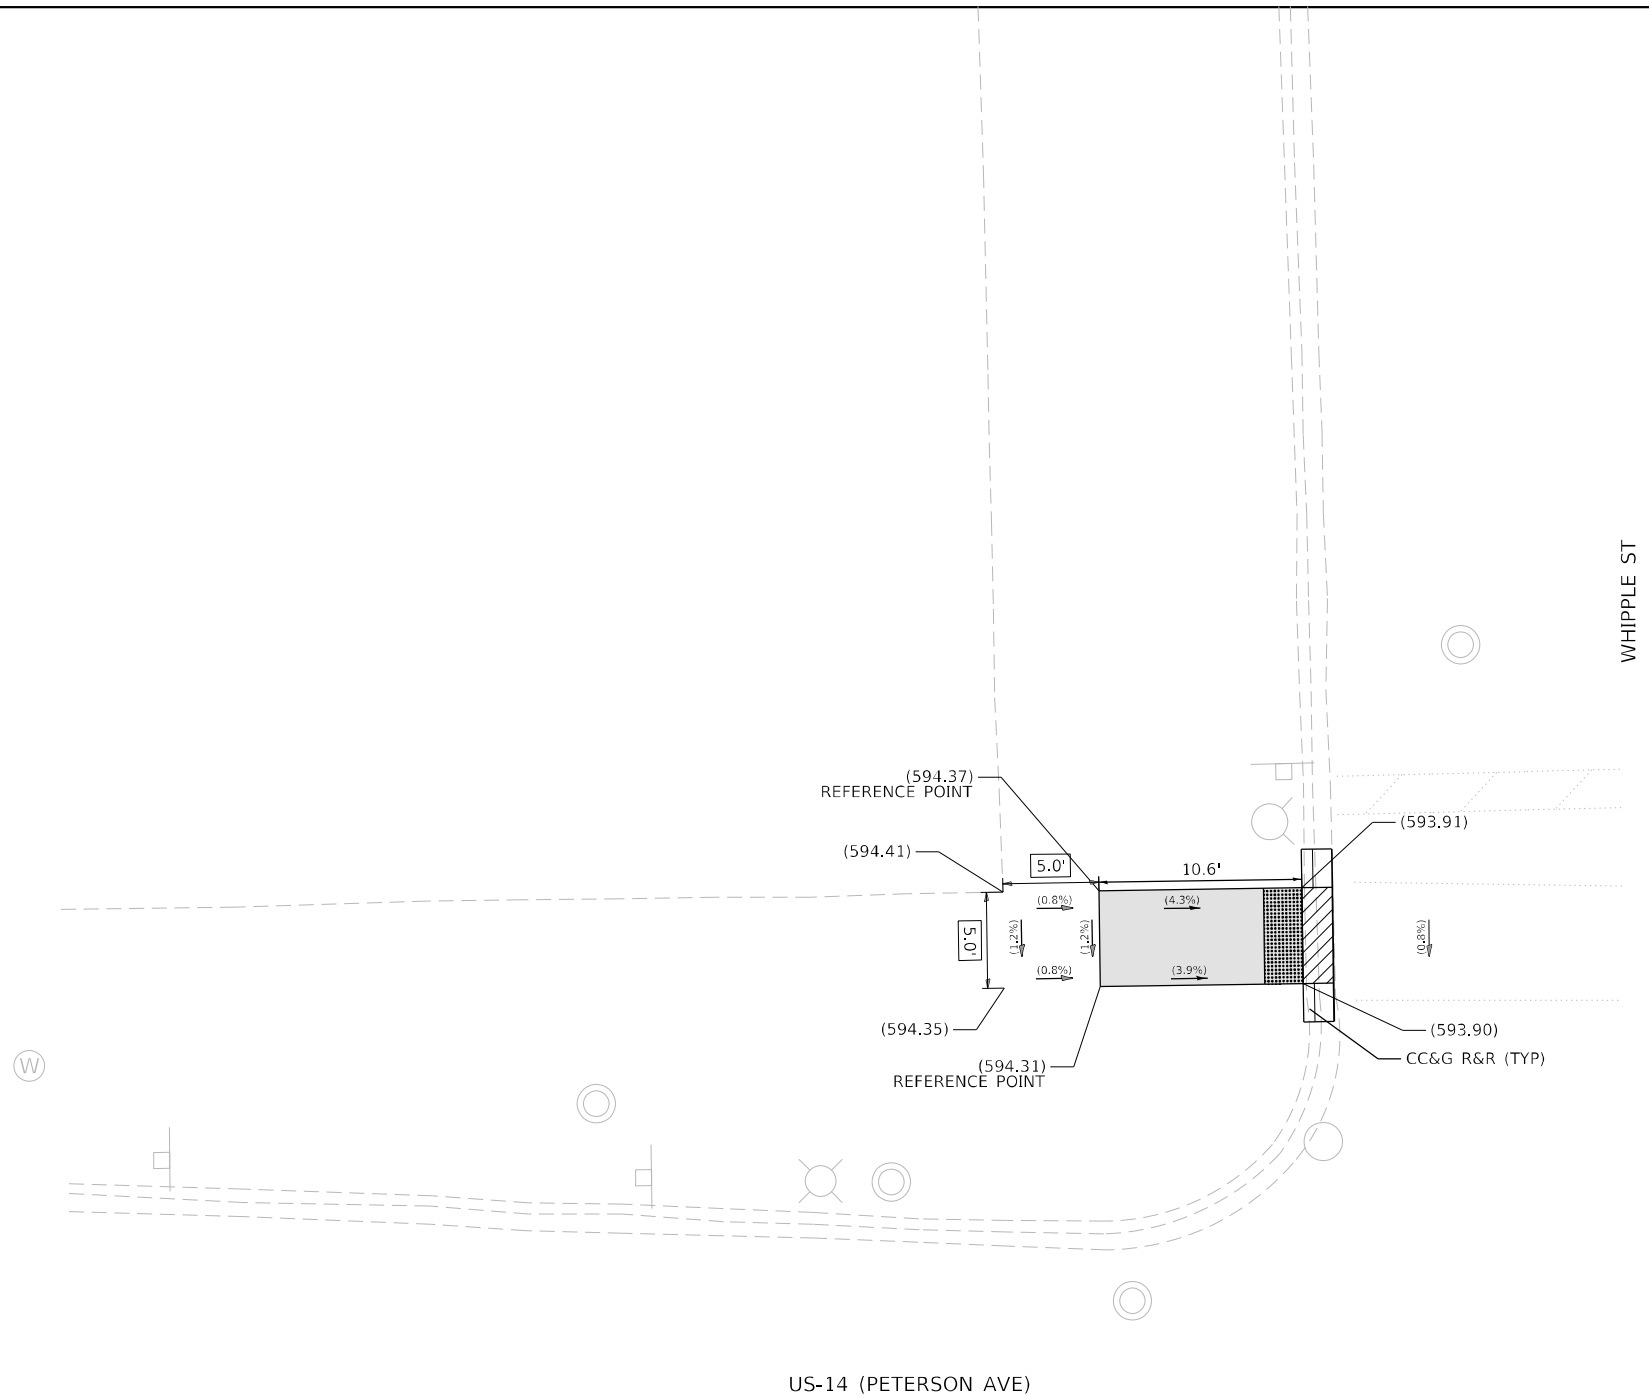 WHIPPLE ST
(594.37)
REFERENCE POINT
(593.91)
(594.41)
5.0'
10.6'
(0.8%)
(4.3%)
5.0'
(1.2%)
(1.2%)
(0.8%)
(0.8%)
(3.9%)
(594.35)
(593.90)
CC&G R&R (TYP)
(594.31)
REFERENCE POINT
W
US-14 (PETERSON AVE)